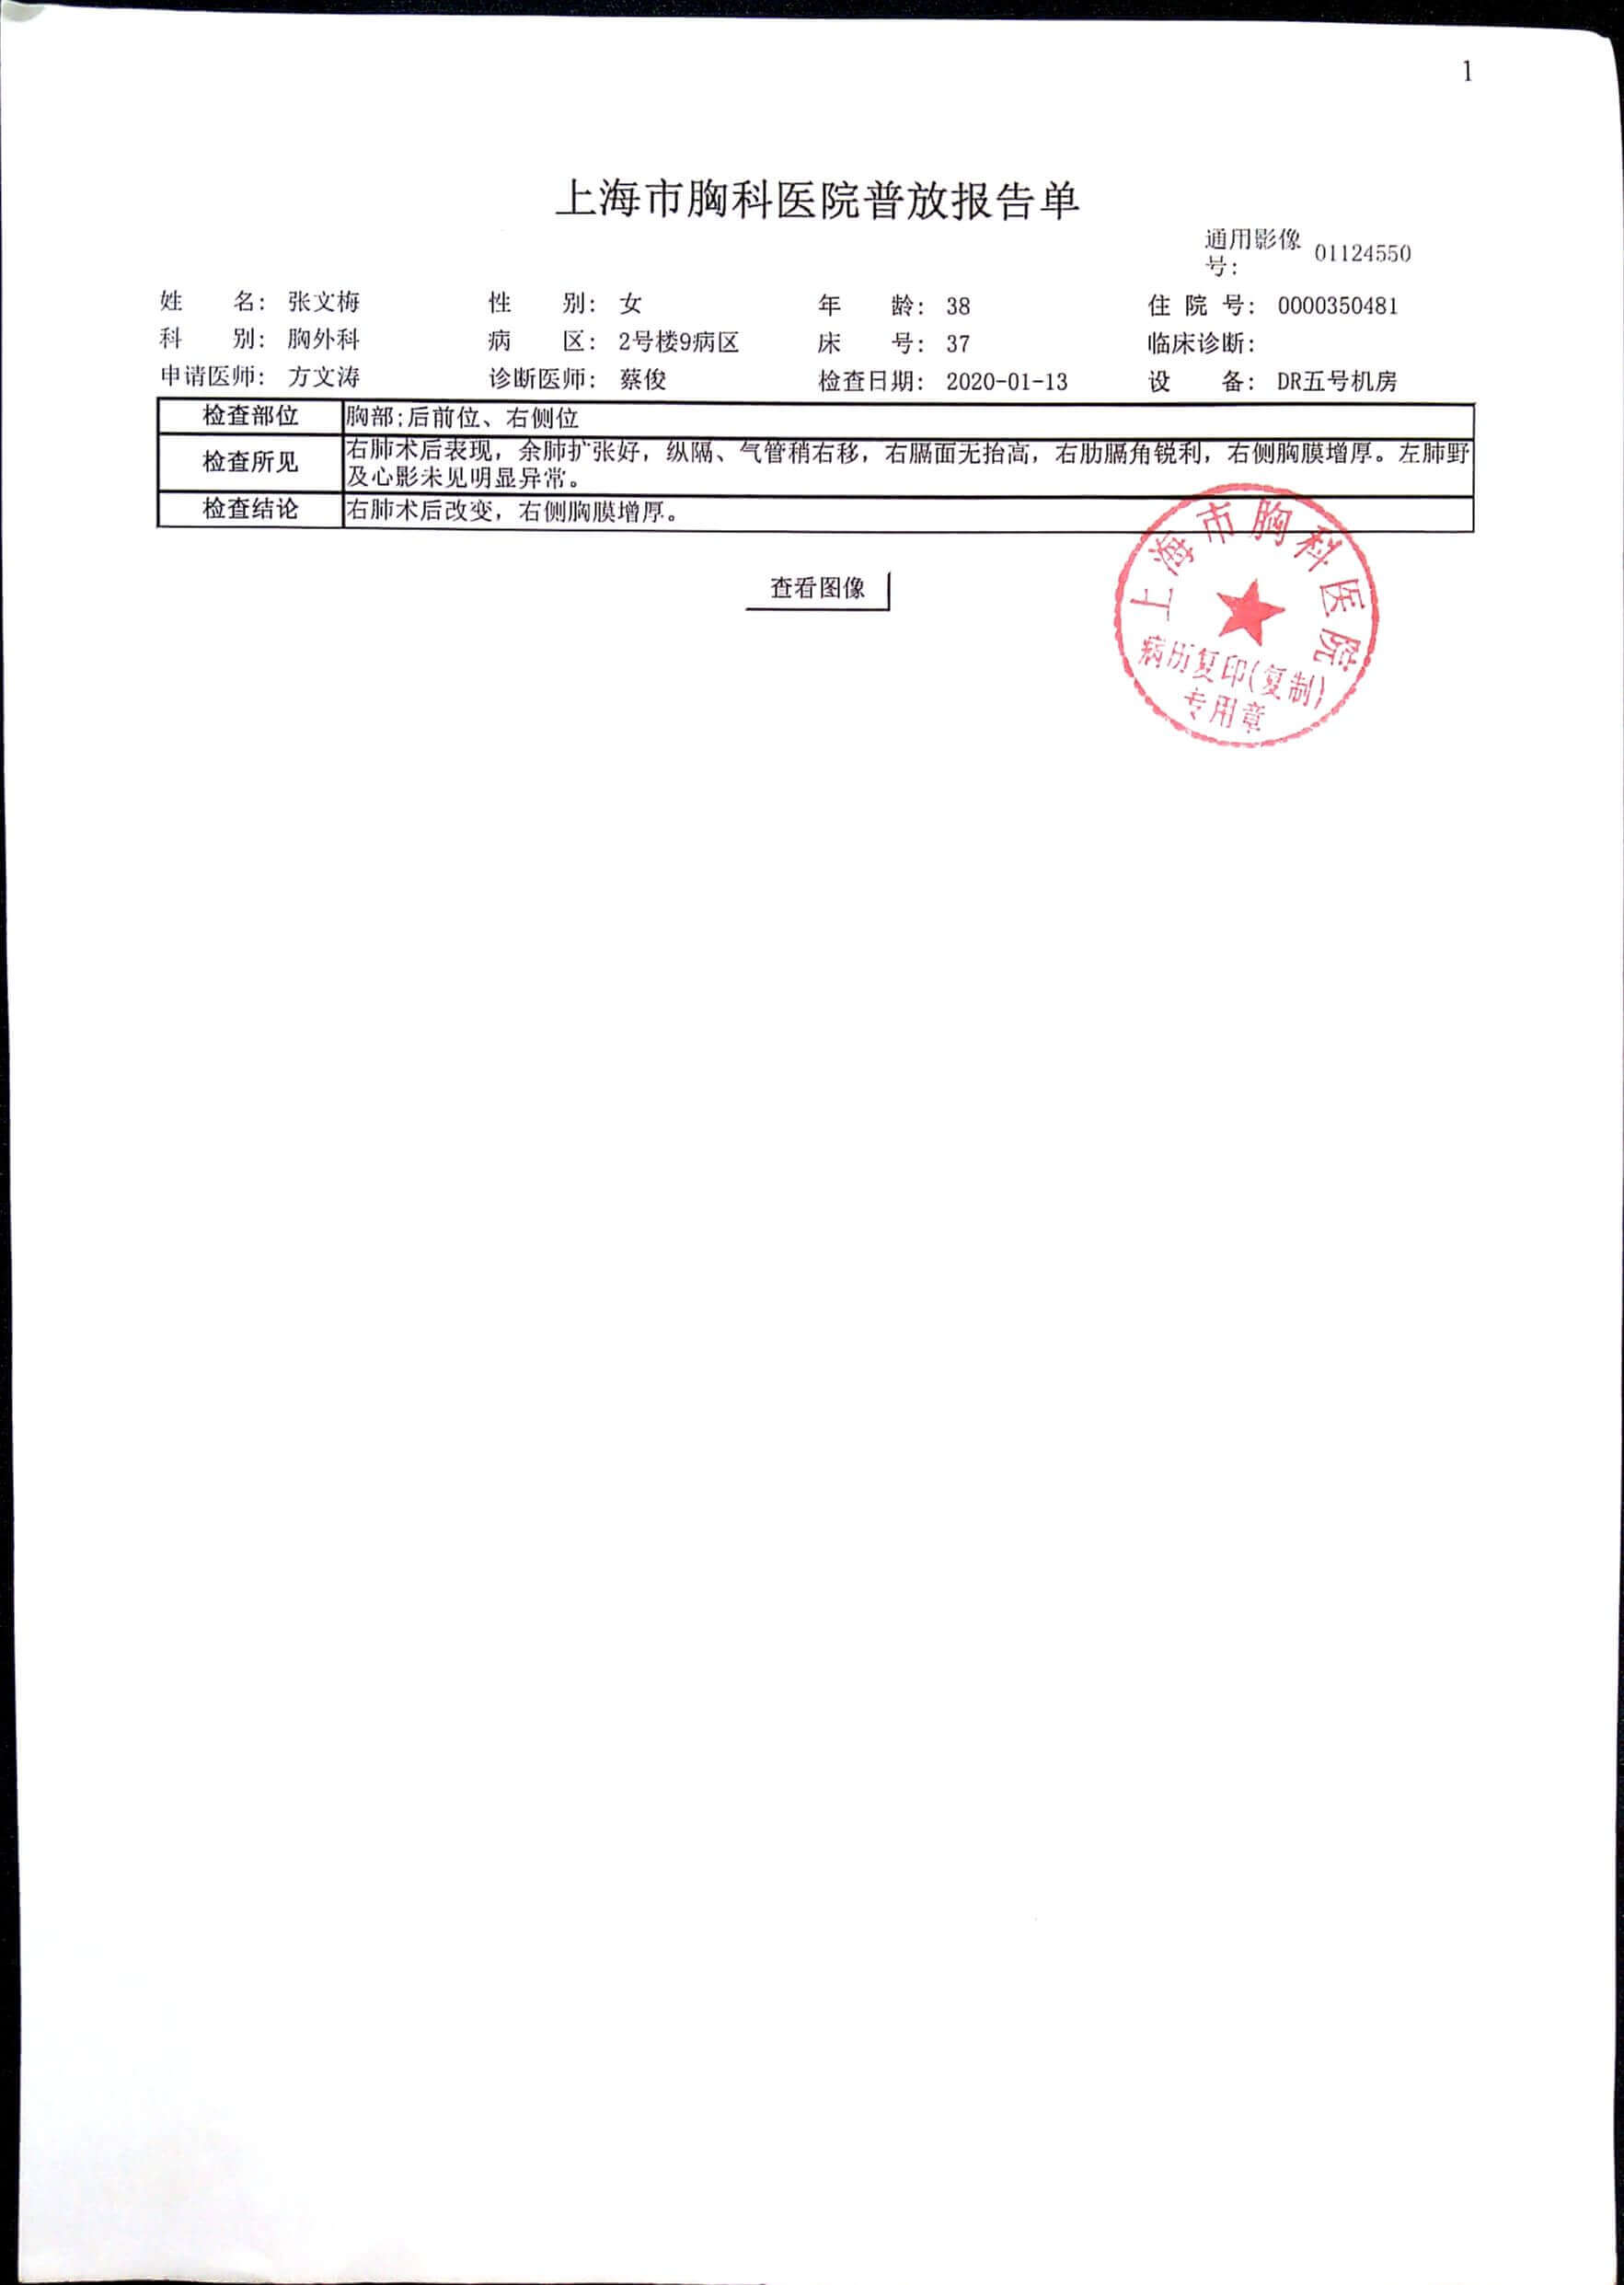 1
上海市胸科医院普放报告单
通用影像号: 01124550
姓 名: 张文梅 性 别: 女 年 龄: 38 住 院 号: 0000350481
科 别: 胸外科 病 区: 2号楼9病区 床 号: 37 临床诊断:
申请医师: 方文涛 诊断医师: 蔡俊 检查日期: 2020-01-13 设 备: DR五号机房
检查部位 胸部;后前位、右侧位
检查所见 右肺术后表现, 余肺扩张好, 纵隔、气管稍右移, 右膈面无抬高, 右肋膈角锐利, 右侧胸膜增厚。左肺野
及心影未见明显异常。
检查结论 右肺术后改变, 右侧胸膜增厚。
查看图像
上海市胸科医院
病历复印(复制)
专用章